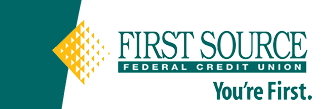 FIRST SOURCE
FEDERAL CREDIT UNION
You're First.